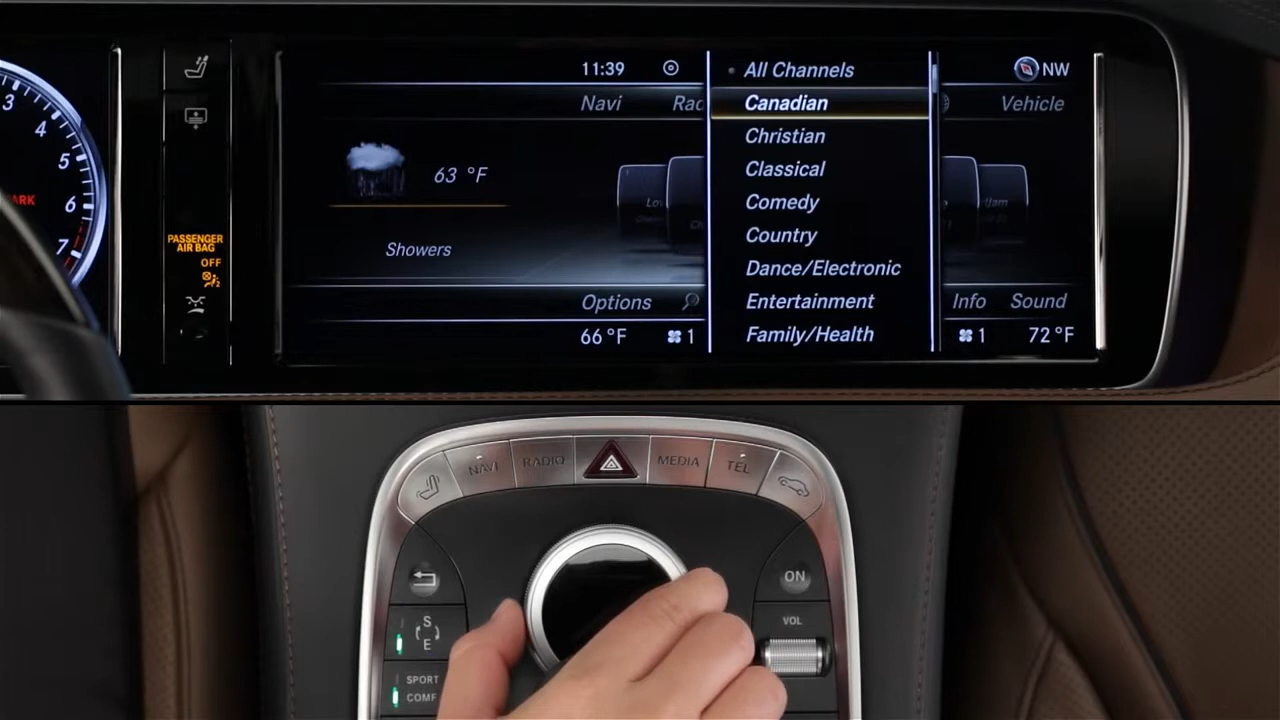 3
4
5
6
7
PASSENGER
AIR BAG
OFF
2
11:39
NW
Navi
Vehicle
63 °F
Showers
Options
Info Sound
66 °F 1
1 72 °F
All Channels
Canadian
Christian
Classical
Comedy
Country
Dance/Electronic
Entertainment
Family/Health
NAVI RADIO MEDIA TEL
ON
VOL
S
E
SPORT
COMF